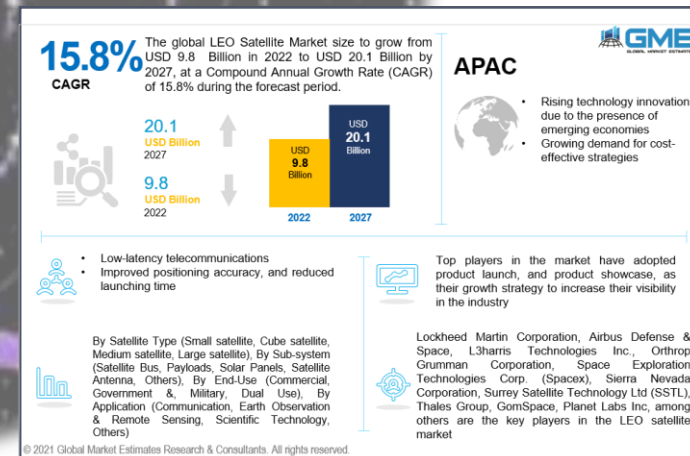 GME
GLOBAL MARKET ESTIMATES
15.8%
CAGR
The global LEO Satellite Market size to grow from
USD 9.8 Billion in 2022 to USD 20.1 Billion by
2027, at a Compound Annual Growth Rate (CAGR)
of 15.8% during the forecast period.
20.1
USD Billion
2027
9.8
USD Billion
2022
USD
9.8
Billion
USD
20.1
Billion
2022
2027
APAC
• Rising technology innovation
due to the presence of
emerging economies
• Growing demand for cost-
effective strategies
• Low-latency telecommunications
• Improved positioning accuracy, and reduced
launching time
Top players in the market have adopted
product launch, and product showcase, as
their growth strategy to increase their visibility
in the industry
By Satellite Type (Small satellite, Cube satellite,
Medium satellite, Large satellite), By Sub-system
(Satellite Bus, Payloads, Solar Panels, Satellite
Antenna, Others), By End-Use (Commercial,
Government &, Military, Dual Use), By
Application (Communication, Earth Observation
& Remote Sensing, Scientific Technology,
Others)
Lockheed Martin Corporation, Airbus Defense &
Space, L3harris Technologies Inc., Orthrop
Grumman Corporation, Space Exploration
Technologies Corp. (Spacex), Sierra Nevada
Corporation, Surrey Satellite Technology Ltd (SSTL),
Thales Group, GomSpace, Planet Labs Inc, among
others are the key players in the LEO satellite
market
© 2021 Global Market Estimates Research & Consultants. All rights reserved.